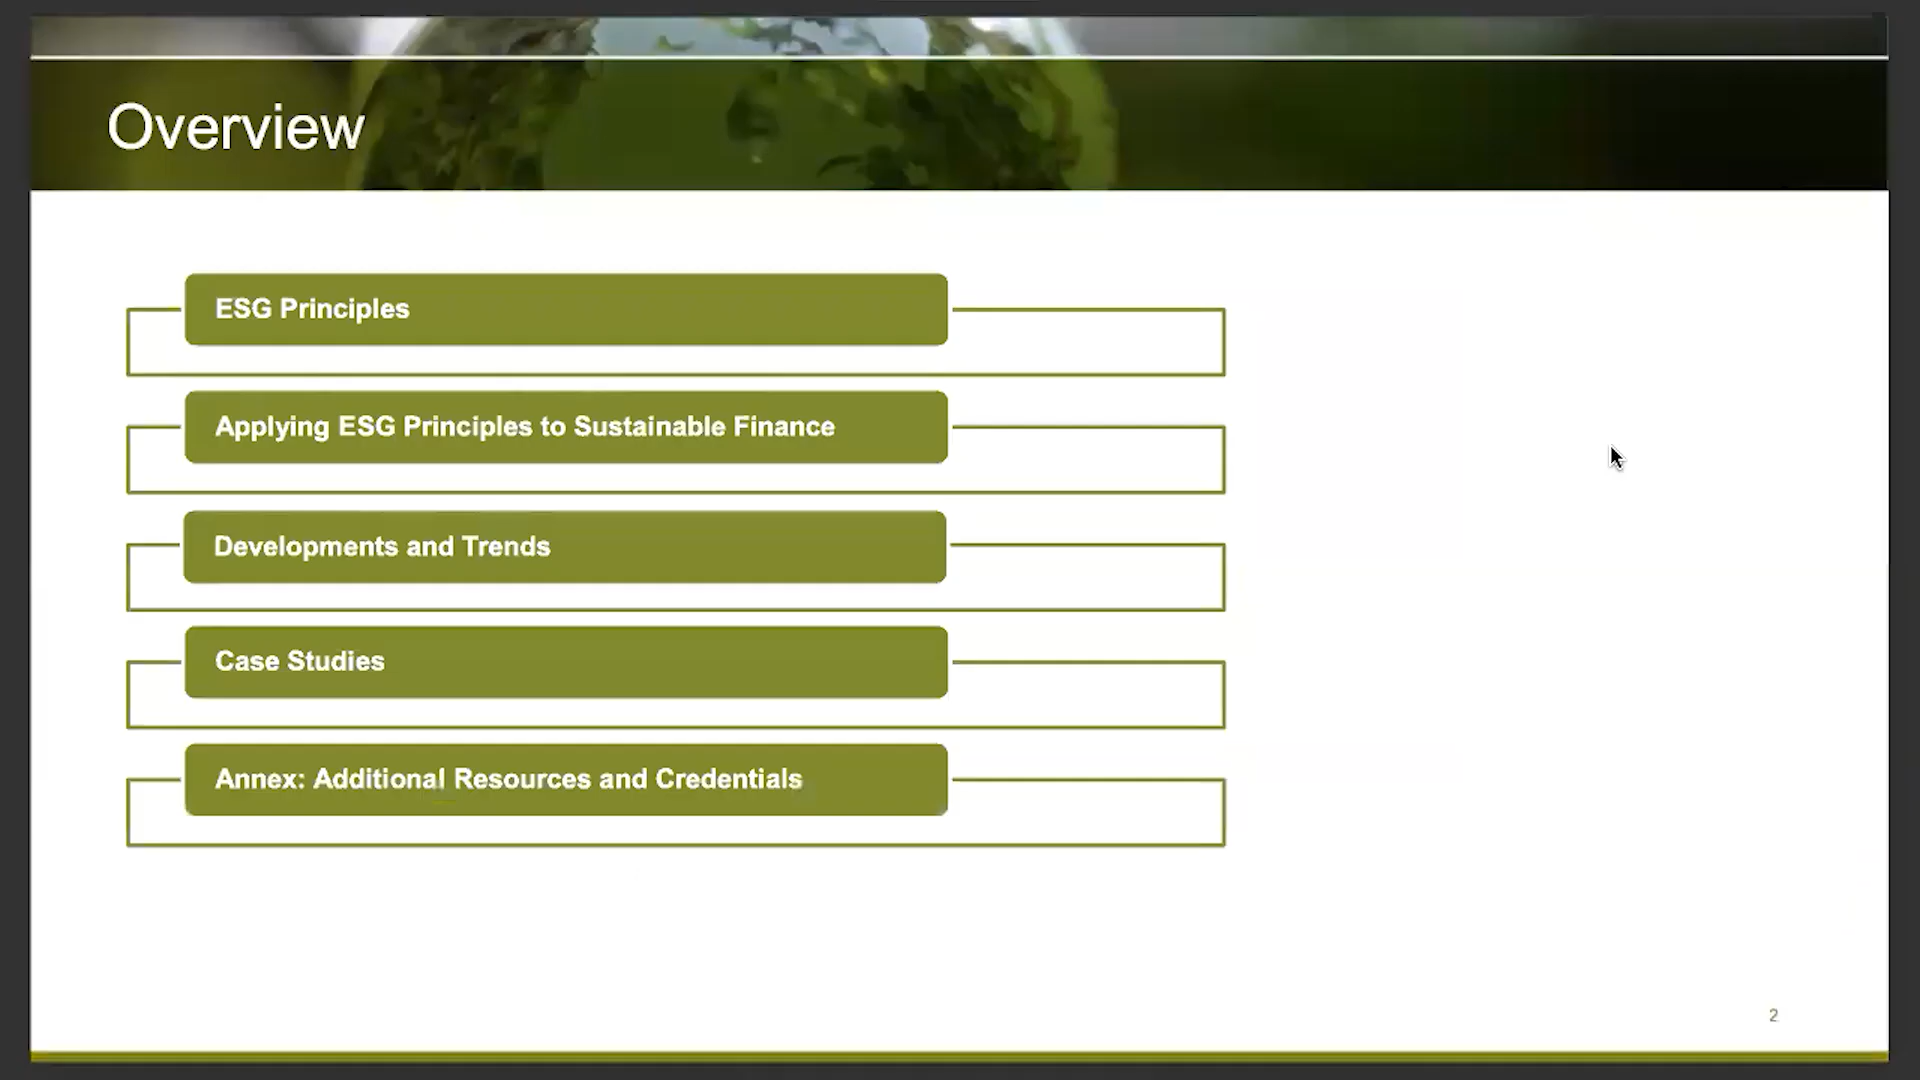 Overview
ESG Principles
Applying ESG Principles to Sustainable Finance
Developments and Trends
Case Studies
Annex: Additional Resources and Credentials
2